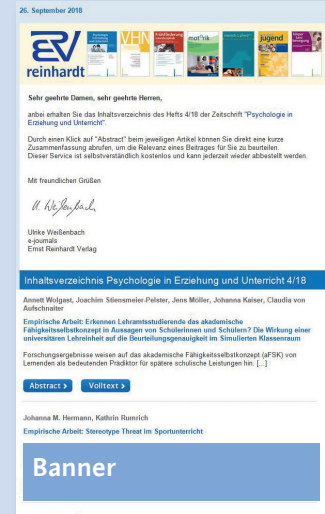 26. September 2018
reinhardt
VHN
jugend
Sehr geehrte Damen, sehr geehrte Herren,
anbei erhalten Sie das Inhaltsverzeichnis des Hefts 4/18 der Zeitschrift "Psychologie in
Erziehung und Unterricht".
Durch einen Klick auf "Abstract" beim jeweiligen Artikel können Sie direkt eine kurze
Zusammenfassung abrufen, um die Relevanz eines Beitrages für Sie zu beurteilen.
Dieser Service ist selbstverständlich kostenlos und kann jederzeit wieder abbestellt werden.
Mit freundlichen Grüßen
U. Weißenbach
Ulrike Weißenbach
e-journals
Ernst Reinhardt Verlag
Inhaltsverzeichnis Psychologie in Erziehung und Unterricht 4/18
Annett Wolgast, Joachim Stiensmeier-Pelster, Jens Möller, Johanna Kaiser, Claudia von
Aufschnaiter
Empirische Arbeit: Erkennen Lehramtsstudierende das akademische
Fähigkeitsselbstkonzept in Aussagen von Schülerinnen und Schülern? Die Wirkung einer
universitären Lehreinheit auf die Beurteilungsgenauigkeit im Simulierten Klassenraum
Forschungsergebnisse weisen auf das akademische Fähigkeitsselbstkonzept (aFSK) von
Lernenden als bedeutenden Prädiktor für spätere schulische Leistungen hin. [...]
Abstract >
Volltext >
Johanna M. Hermann, Kathrin Rumrich
Empirische Arbeit: Stereotype Threat im Sportunterricht
Banner